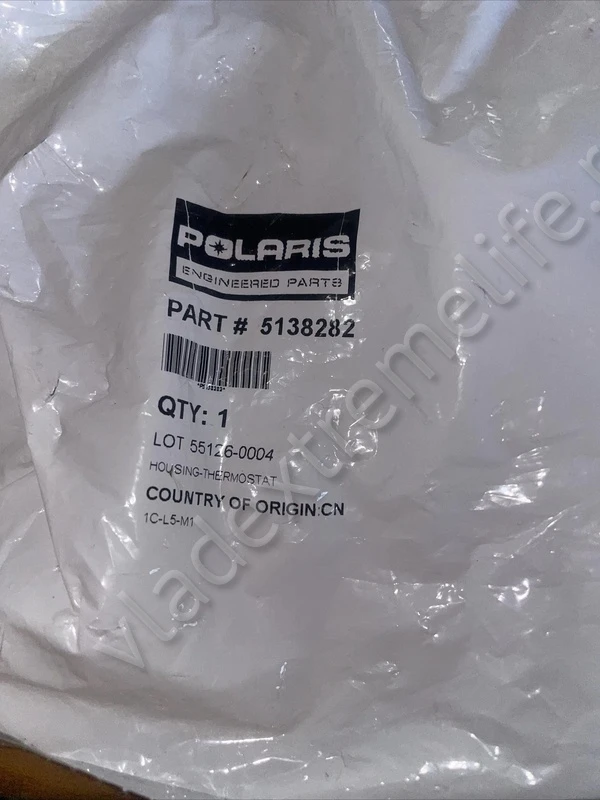 POLARIS
ENGINEERED PARTS
PART # 5138282
QTY: 1
LOT 55126-0004
HOUSING-THERMOSTAT
COUNTRY OF ORIGIN:CN
1C-L5-M1
vladextremelife.r